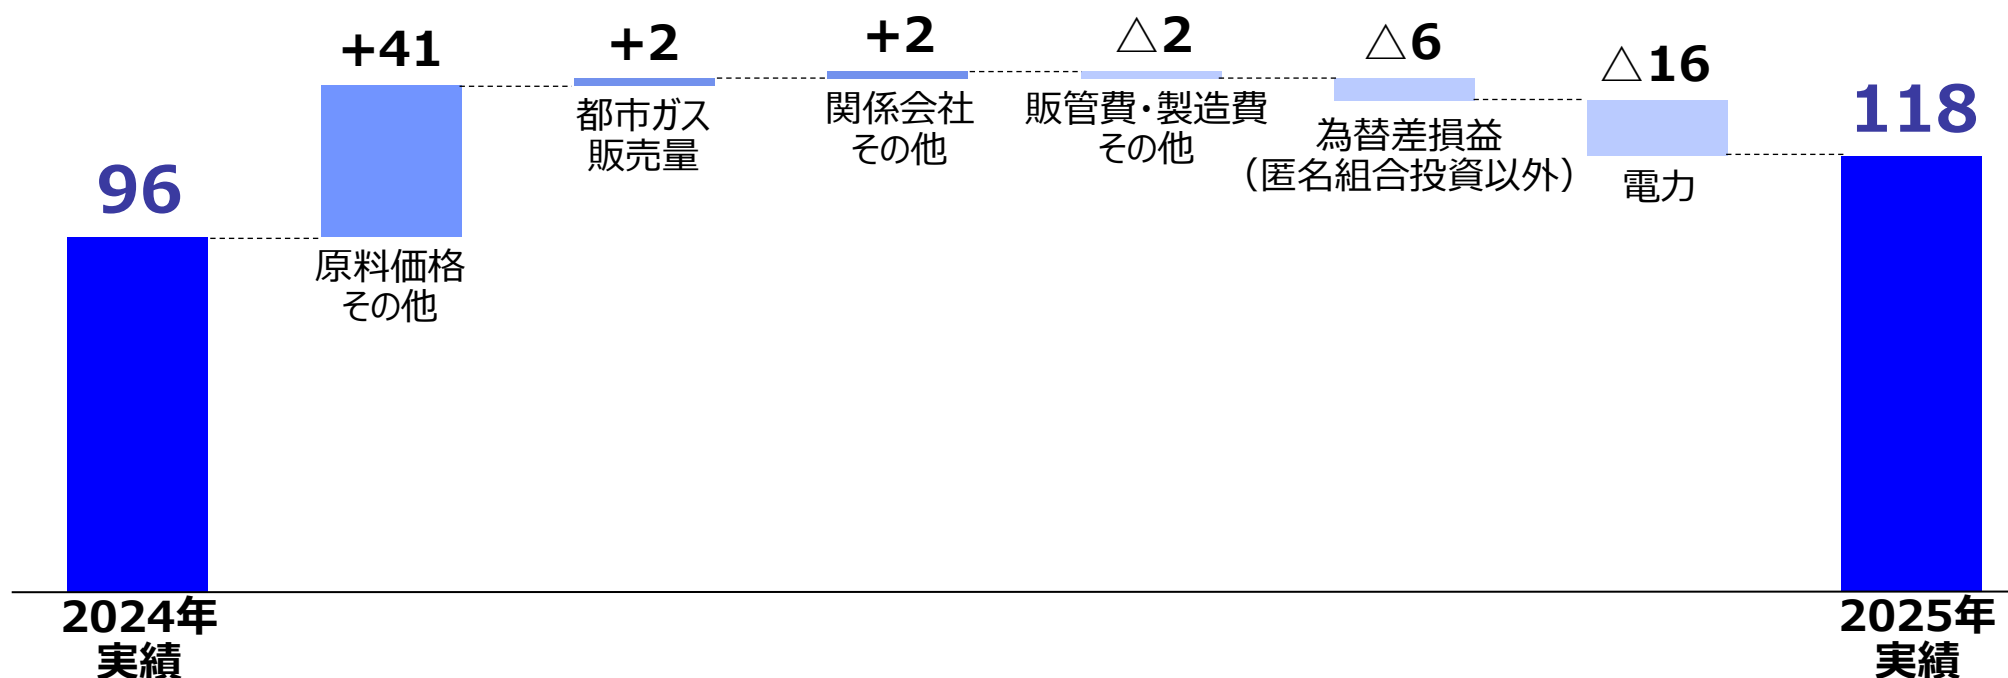 96
+41
原料価格
その他
+2
都市ガス
販売量
+2
関係会社
その他
△2
販管費・製造費
その他
△6
為替差損益
（匿名組合投資以外）
△16
電力
118
2024年
実績
2025年
実績